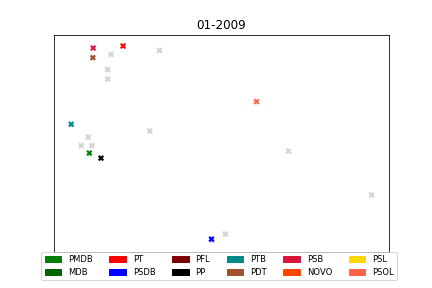 01-2009
PMDB PT PFL PTB PSB PSL
MDB PSDB PP PDT NOVO PSOL